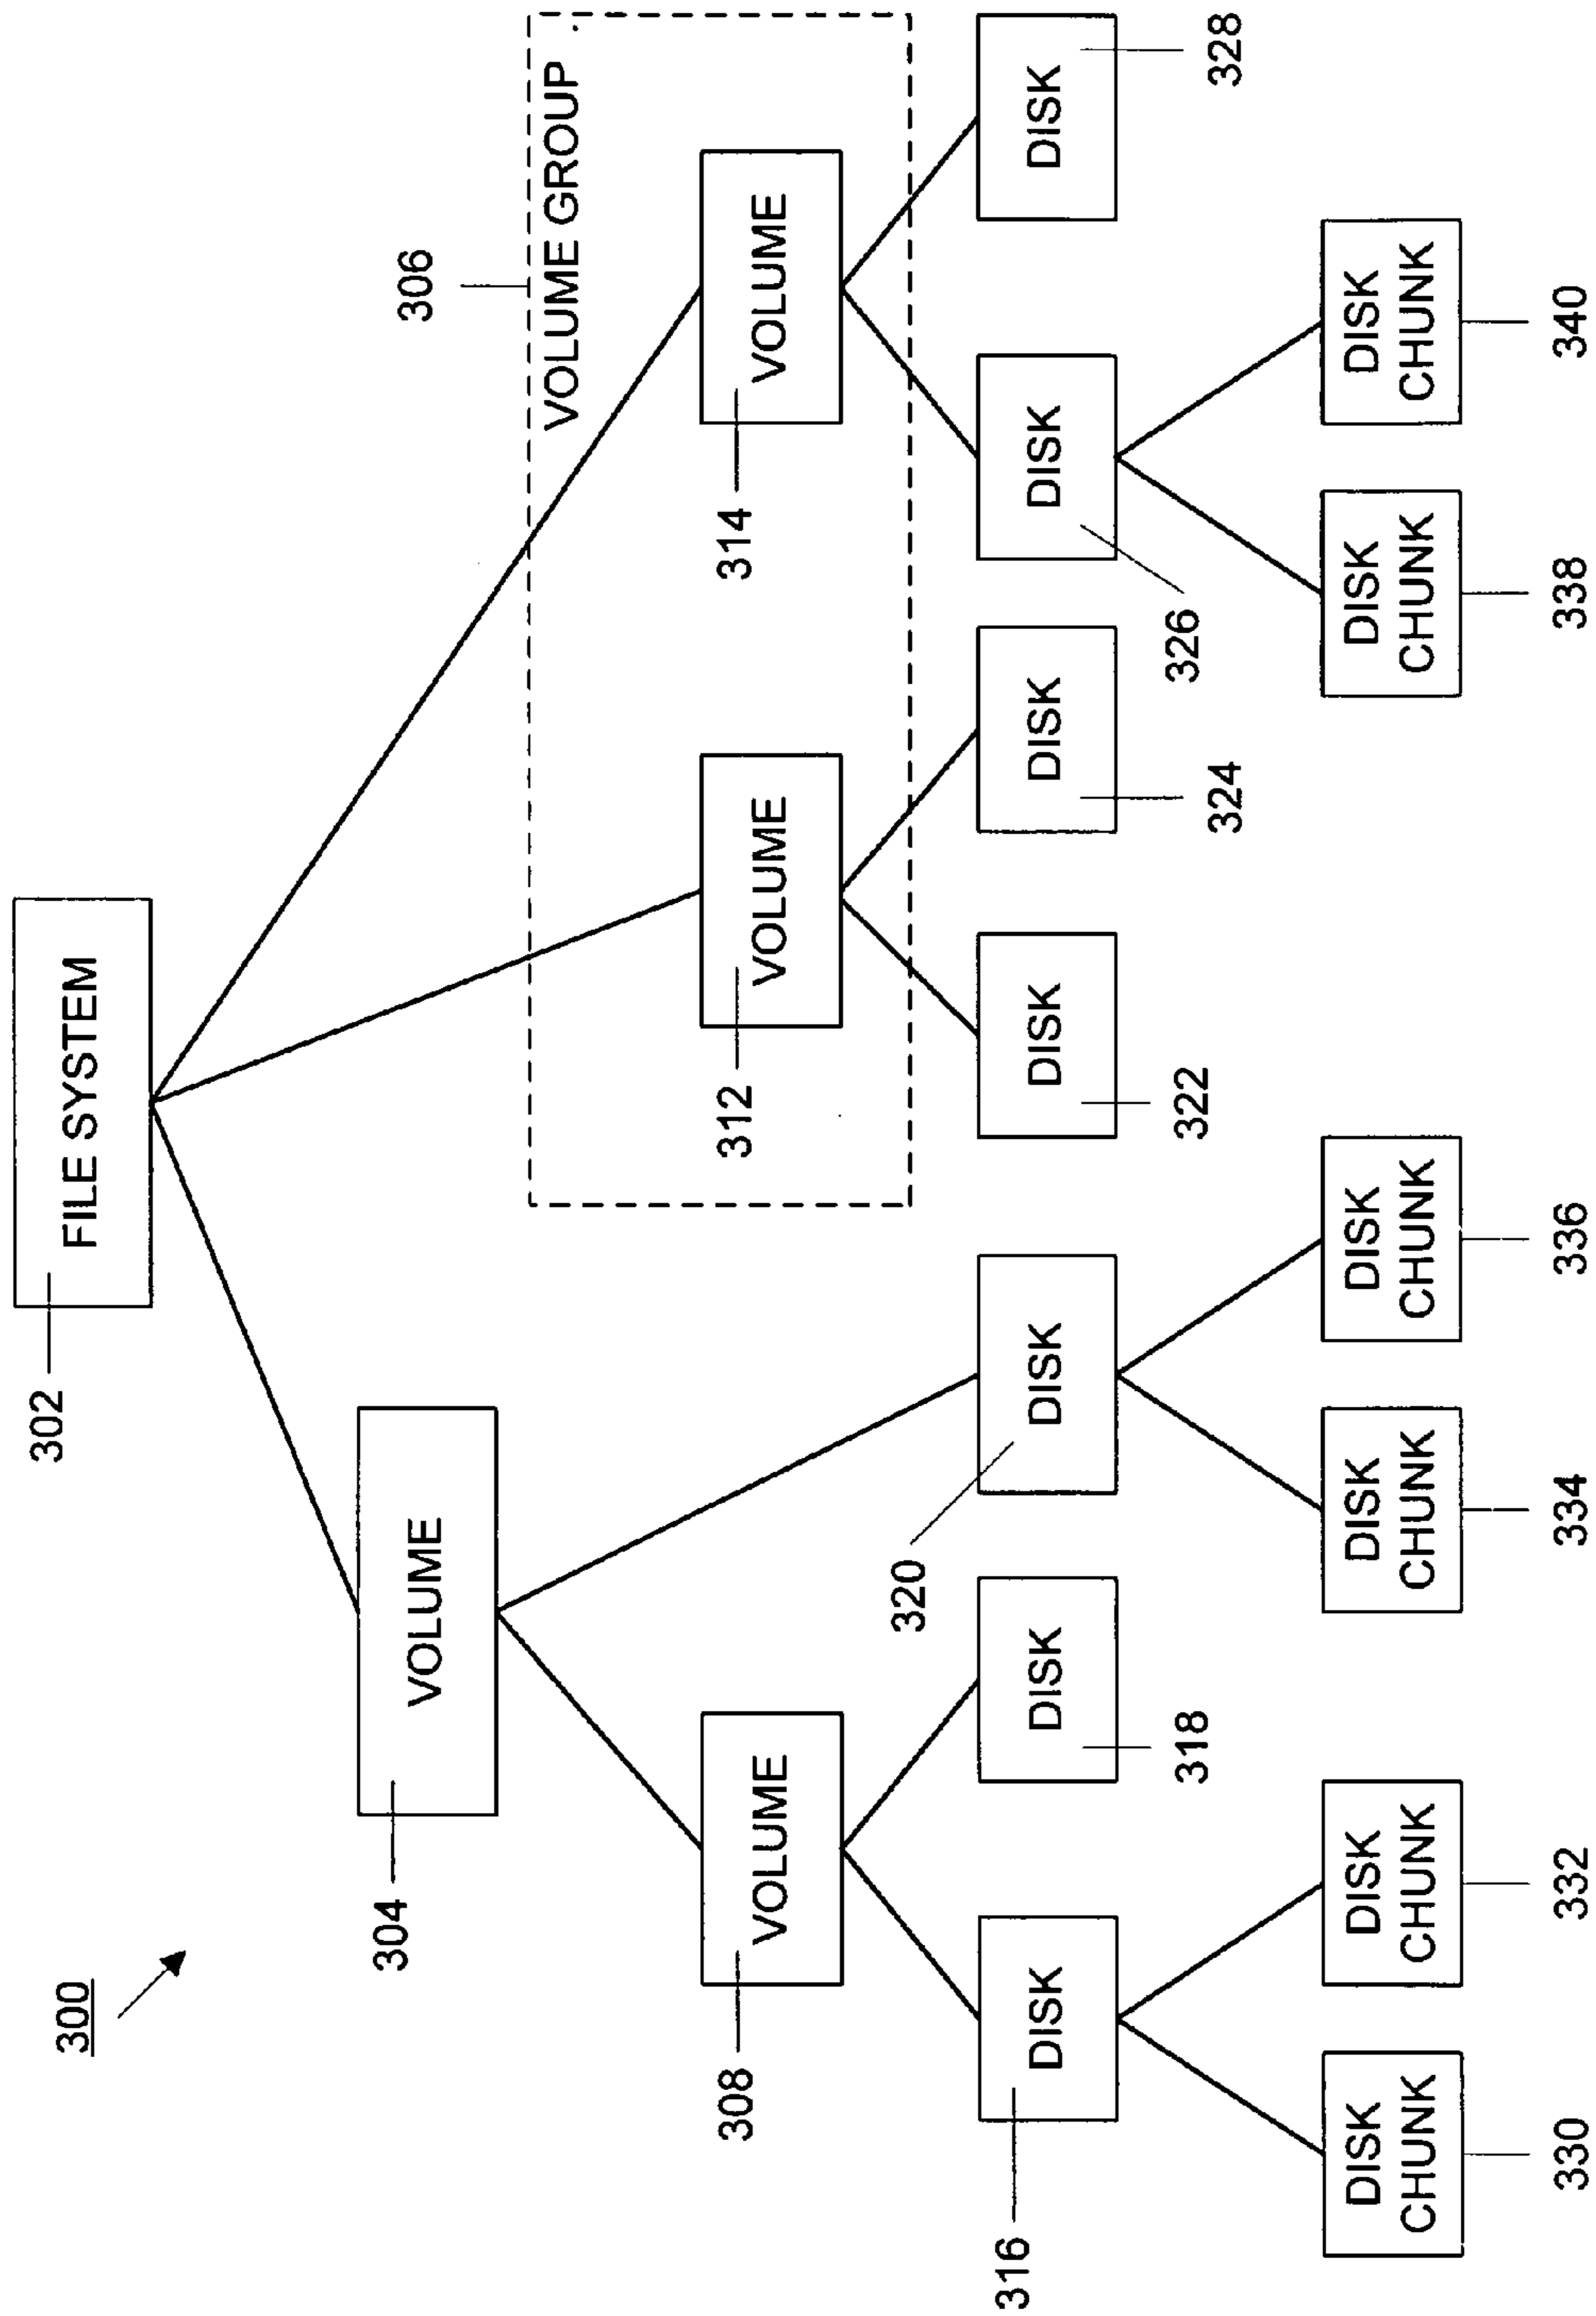 300
302
FILE SYSTEM
304
VOLUME
306
VOLUME GROUP
308
VOLUME
312
VOLUME
314
VOLUME
316
DISK
318
DISK
320
DISK
322
DISK
324
DISK
326
DISK
328
DISK
DISK
CHUNK
330
DISK
CHUNK
332
DISK
CHUNK
334
DISK
CHUNK
336
DISK
CHUNK
338
DISK
CHUNK
340